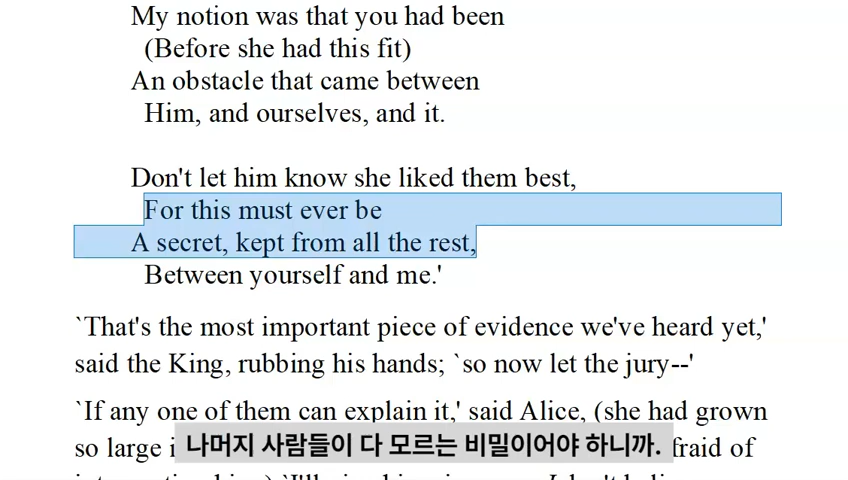 My notion was that you had been
(Before she had this fit)
An obstacle that came between
Him, and ourselves, and it.
Don't let him know she liked them best,
For this must ever be
A secret, kept from all the rest,
Between yourself and me.'
`That's the most important piece of evidence we've heard yet,'
said the King, rubbing his hands; `so now let the jury--'
`If any one of them can explain it,' said Alice, (she had grown
so large i
나머지 사람들이 다 모르는 비밀이어야 하니까.
fraid of